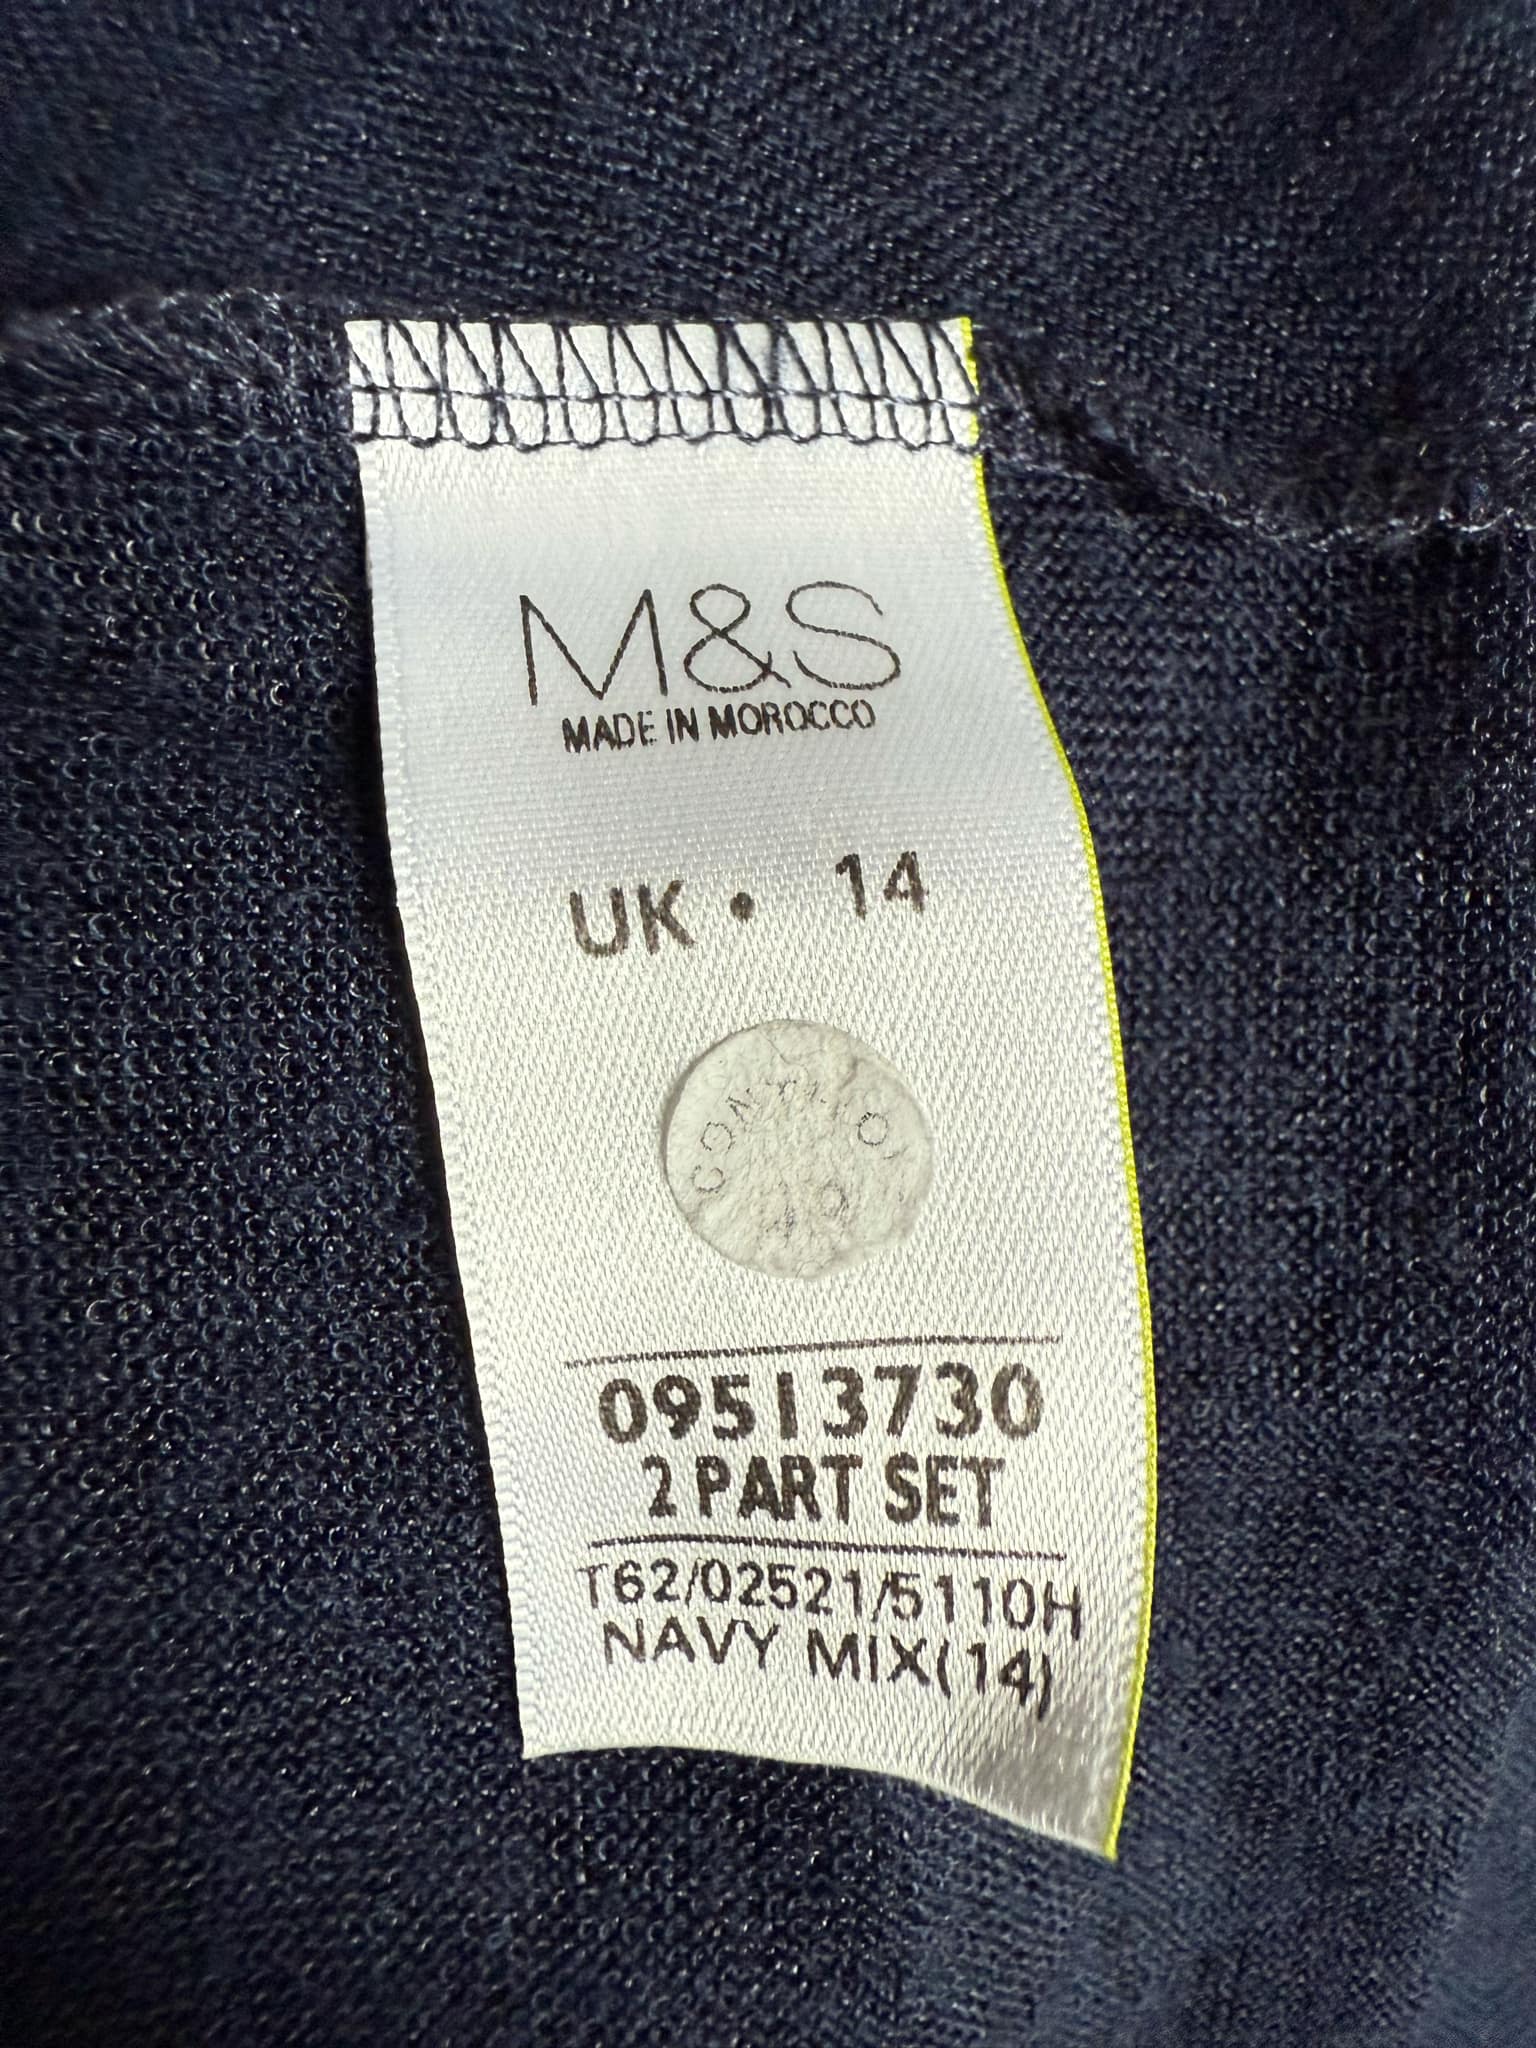 M&S
MADE IN MOROCCO
UK • 14
09513730
2 PART SET
T62/02521/5110H
NAVY MIX(14)